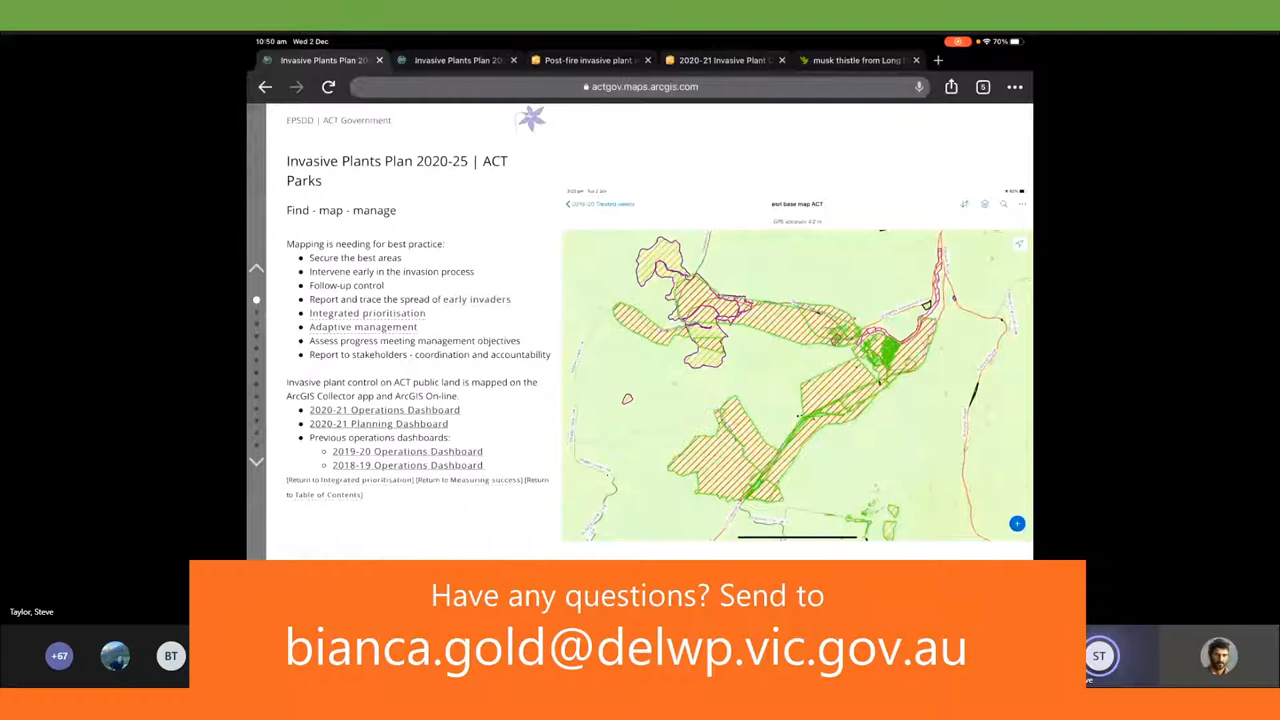 10:50 am Wed 2 Dec
70%
Invasive Plants Plan 20
Invasive Plants Plan 20
Post-fire invasive plant
2020-21 Invasive Plant
musk thistle from Long
actgov.maps.arcgis.com
5
EPSDD | ACT Government
Invasive Plants Plan 2020-25 | ACT
Parks
Find - map - manage
Mapping is needing for best practice:
Secure the best areas
Intervene early in the invasion process
Follow-up control
Report and trace the spread of early invaders
Integrated prioritisation
Adaptive management
Assess progress meeting management objectives
Report to stakeholders - coordination and accountability
Invasive plant control on ACT public land is mapped on the
ArcGIS Collector app and ArcGIS On-line.
2020-21 Operations Dashboard
2020-21 Planning Dashboard
Previous operations dashboards:
2019-20 Operations Dashboard
2018-19 Operations Dashboard
[Return to Integrated prioritisation] [Return to Measuring success] [Return
to Table of Contents]
2019-20 Treated weeds
esri base map ACT
Have any questions? Send to
bianca.gold@delwp.vic.gov.au
Taylor, Steve
+67
BT
ST